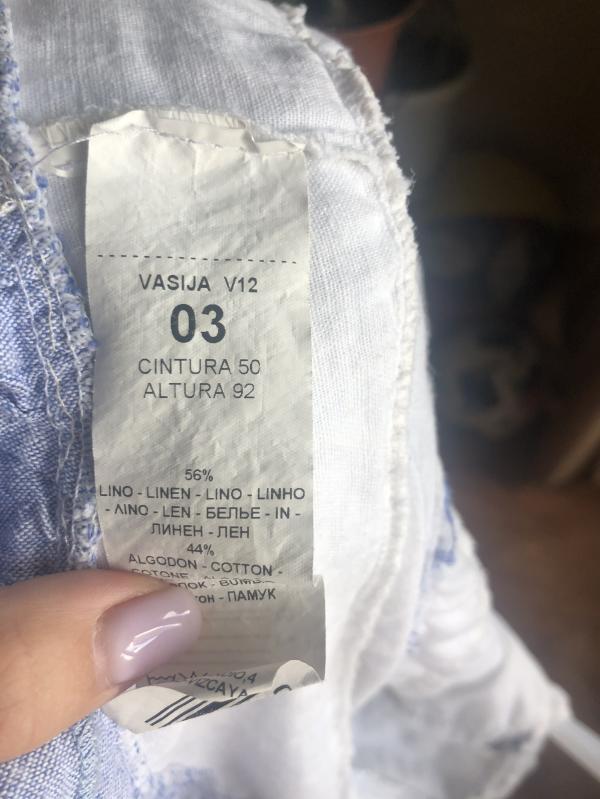 VASIJA V12
03
CINTURA 50
ALTURA 92
56%
LINO - LINEN - LINO - LINHO
- ΛΙΝΟ - LEN - БЕЛЬЕ - IN -
ЛИНЕН - ЛЕН
44%
ALGODON - COTTON -
- ПАМУК
VIZCAYA